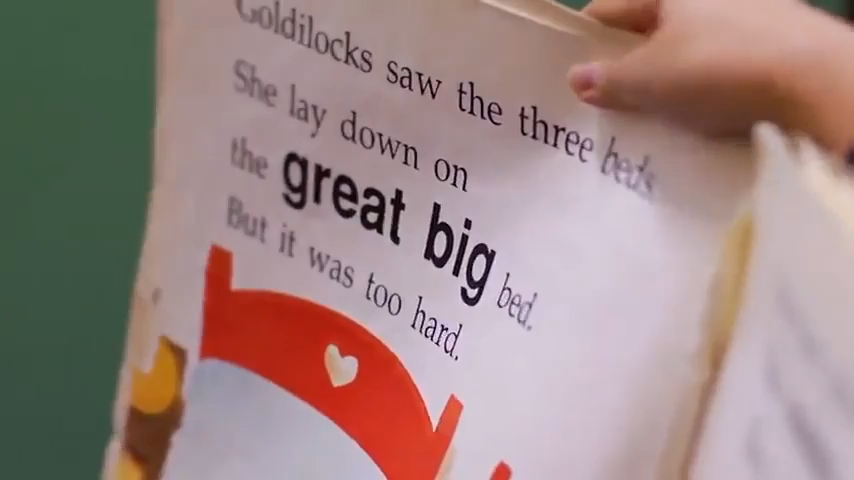 Goldilocks saw the three beds
She lay down on
the great big bed.
But it was too hard.